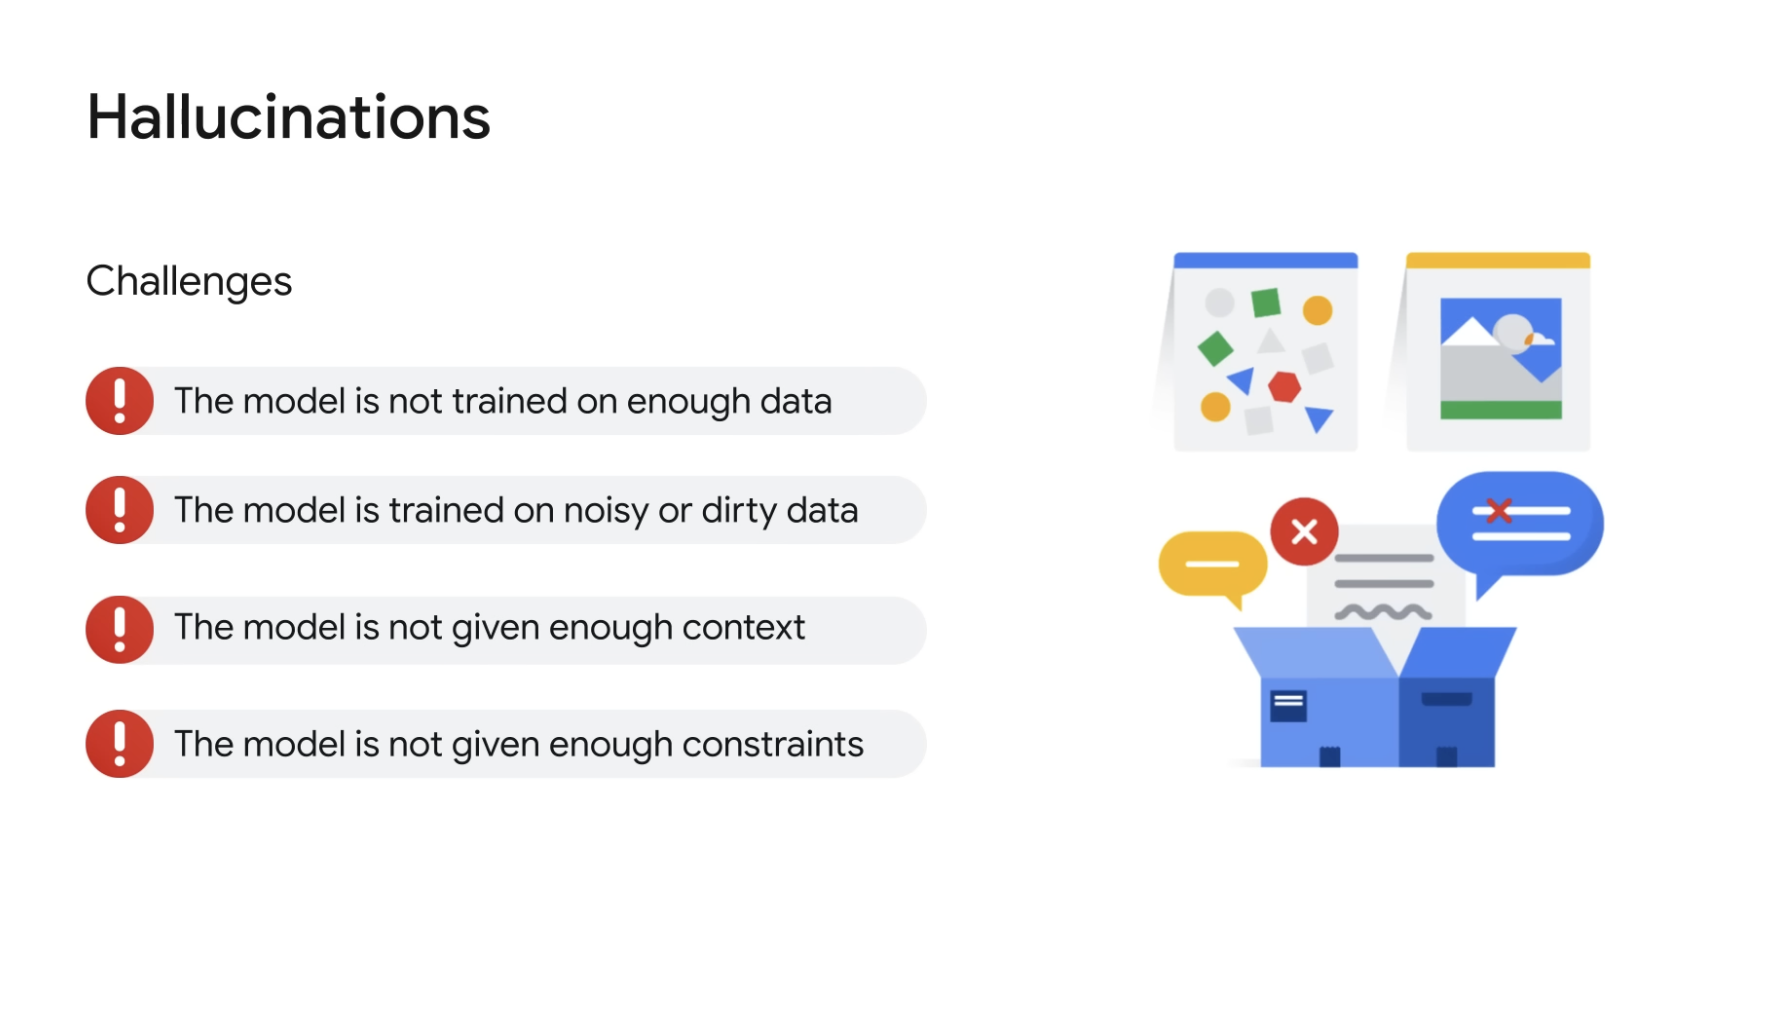 Hallucinations
Challenges
The model is not trained on enough data
The model is trained on noisy or dirty data
The model is not given enough context
The model is not given enough constraints